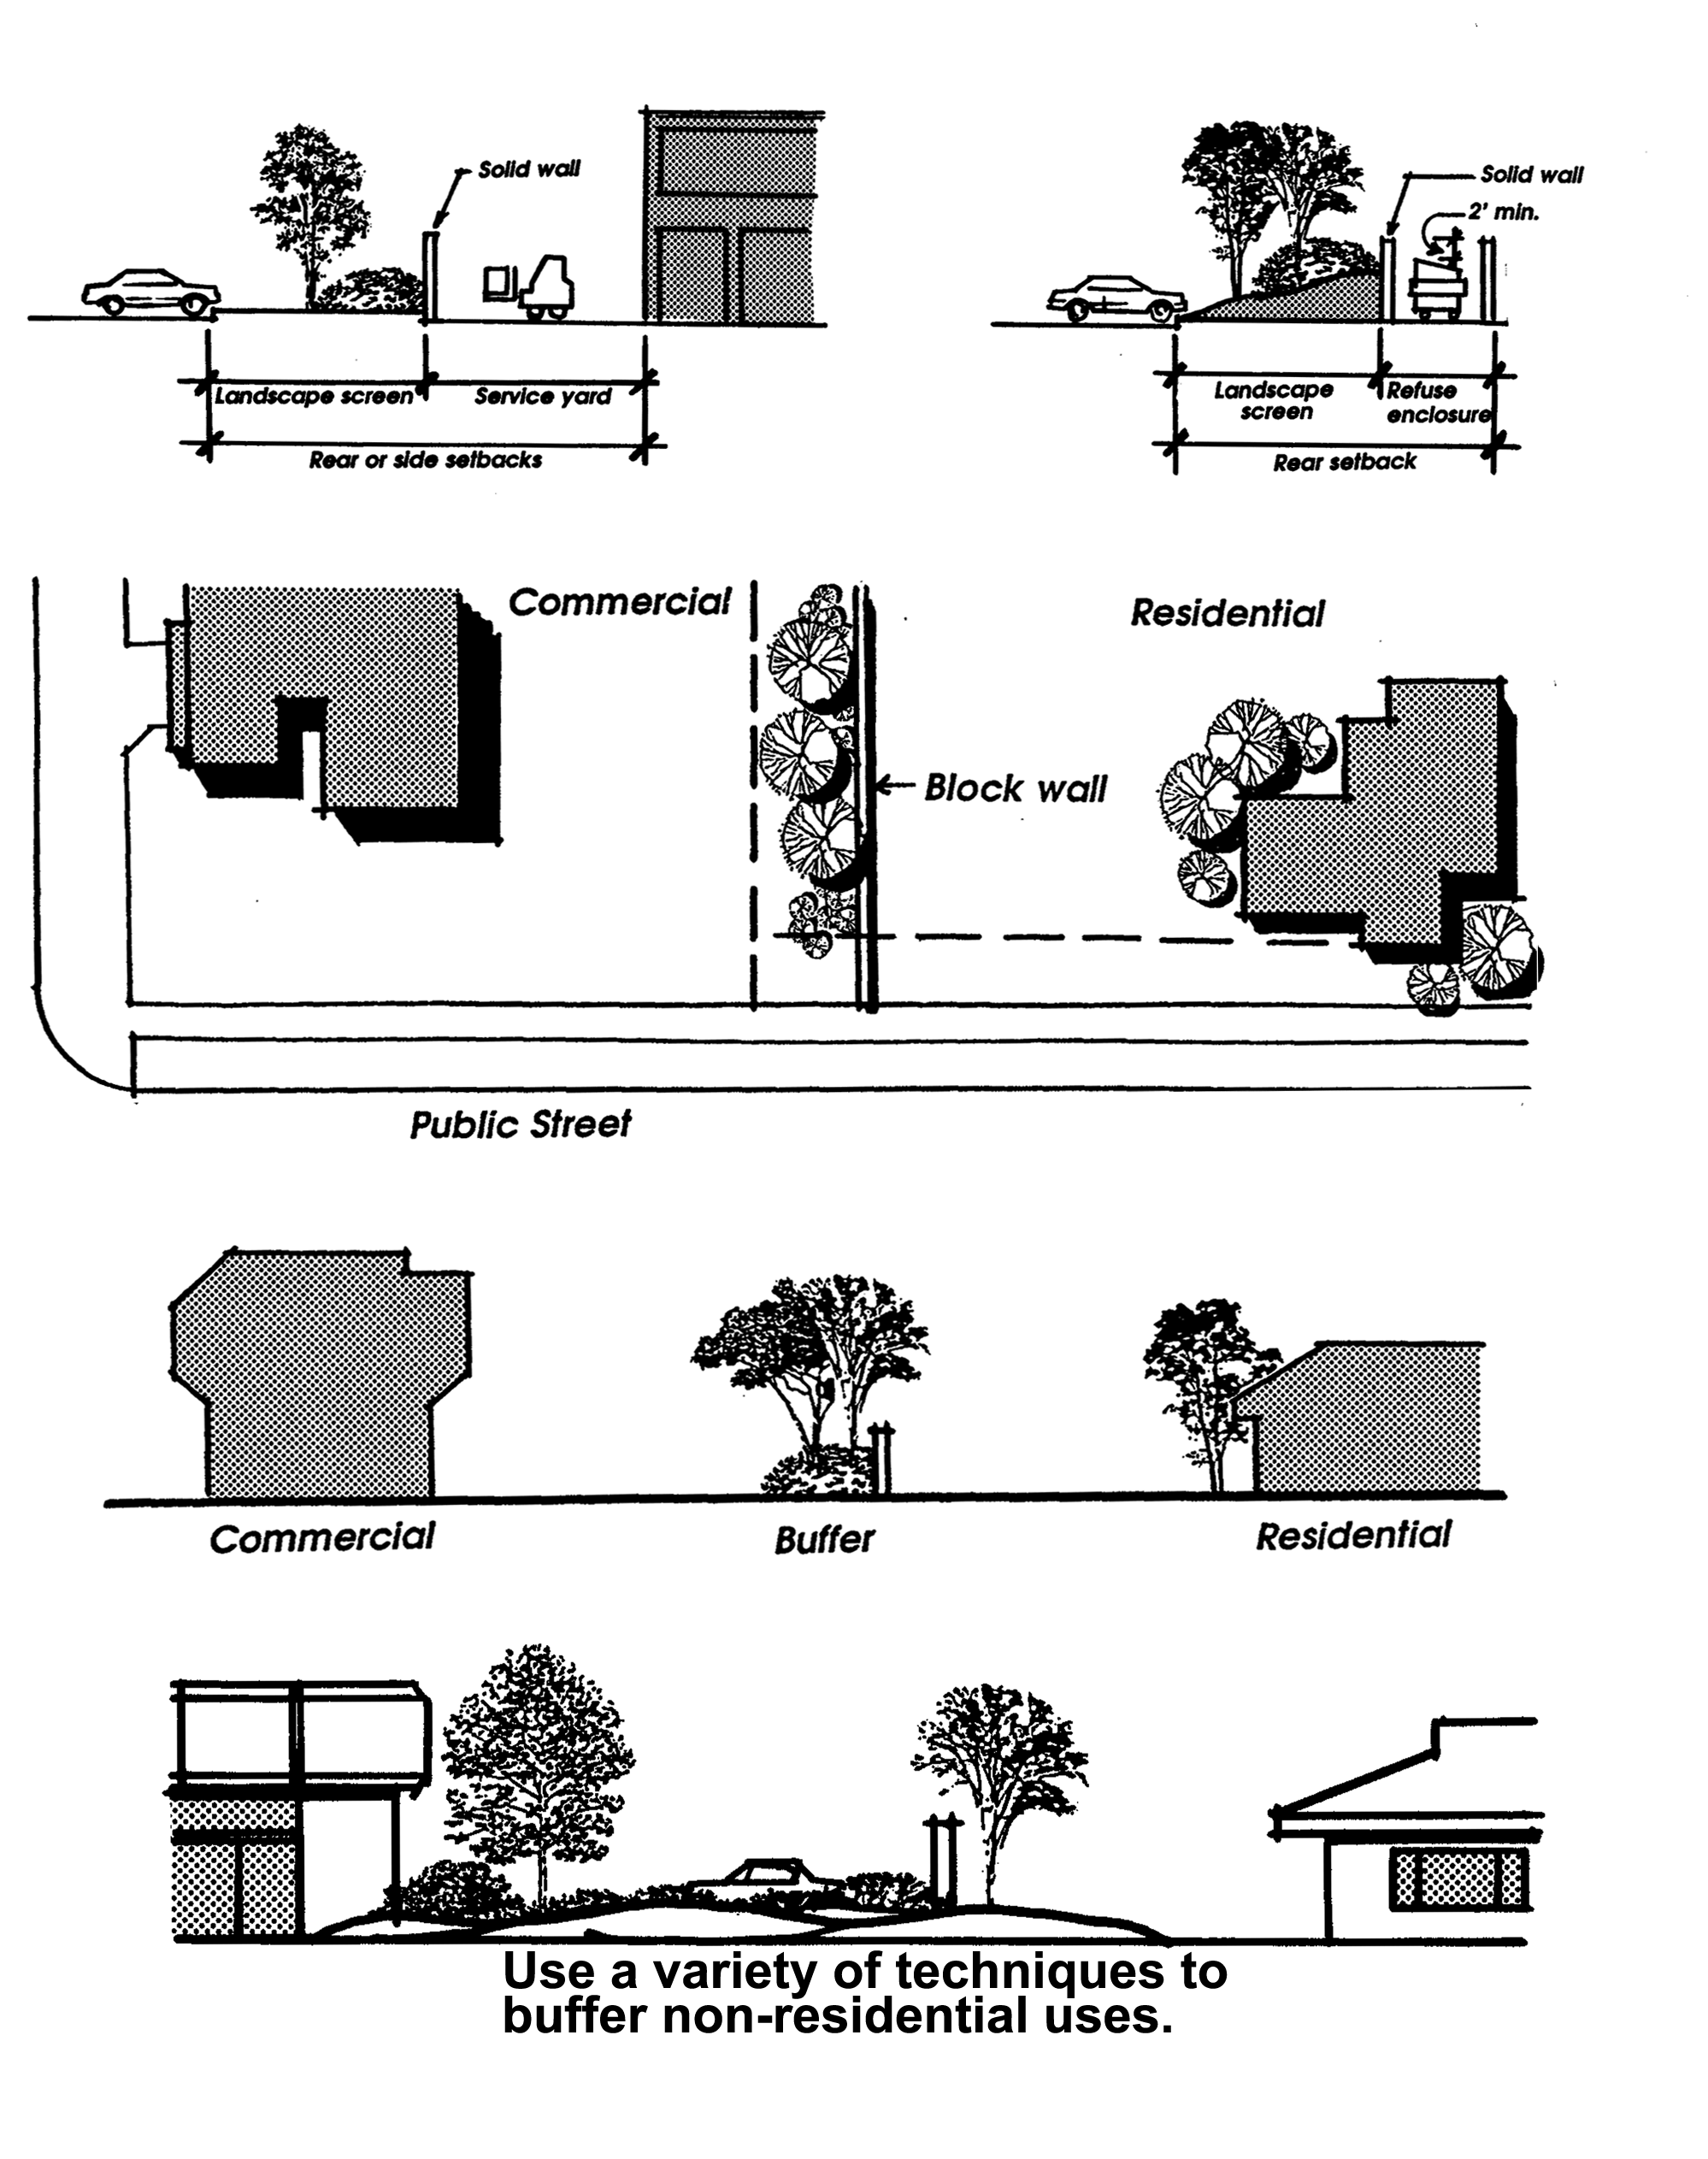 Solid wall
Landscape screen
Service yard
Rear or side setbacks
Solid wall
2' min.
Landscape
screen
Refuse
enclosure
Rear setback
Commercial
Residential
Block wall
Public Street
Commercial
Buffer
Residential
Use a variety of techniques to
buffer non-residential uses.